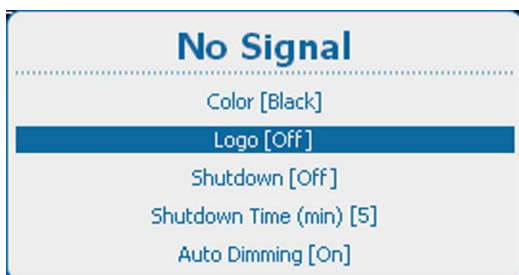 No Signal
Color [Black]
Logo [Off]
Shutdown [Off]
Shutdown Time (min) [5]
Auto Dimming [On]